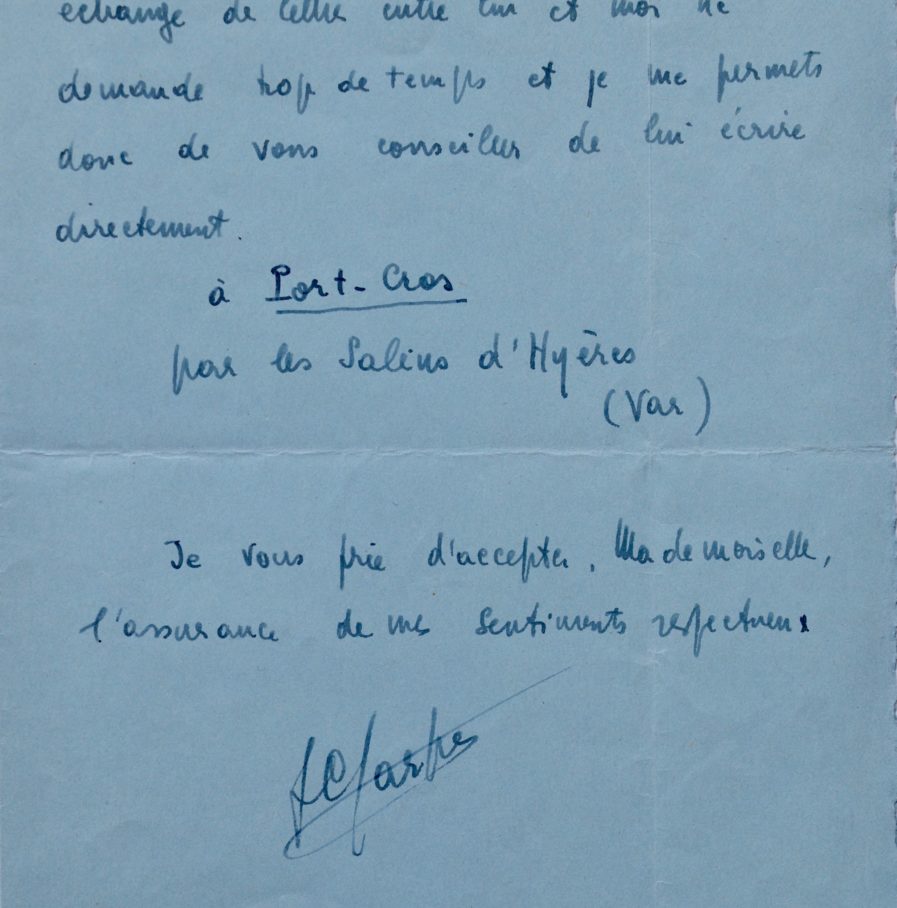 échange de lettre entre lui et moi ne
demande trop de temps et je me permets
donc de vous conseiller de lui écrire
directement.
à Port-Cros
par les Salins d'Hyères
(Var)
Je vous prie d'accepter, Mademoiselle,
l'assurance de mes sentiments respectueux